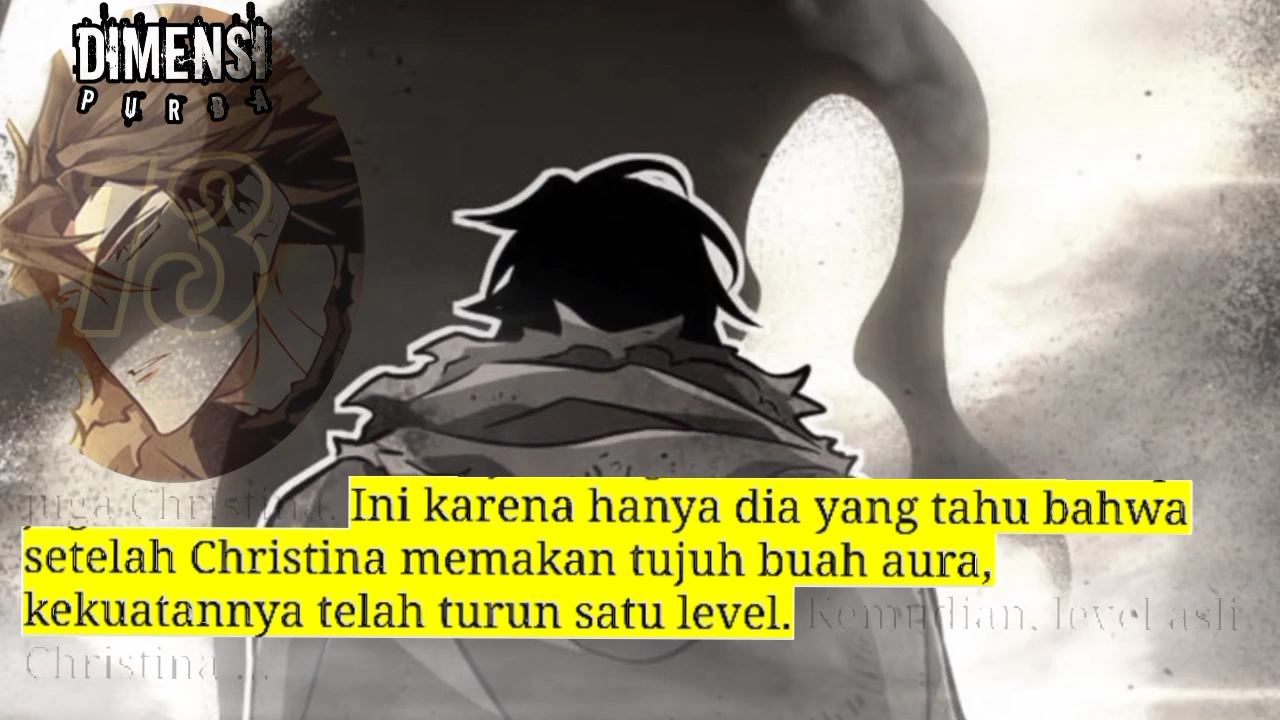 DIMENSI
PURBA
13
juga Christina. Ini karena hanya dia yang tahu bahwa
setelah Christina memakan tujuh buah aura,
kekuatannya telah turun satu level. Kemudian, level asli
Christina ...